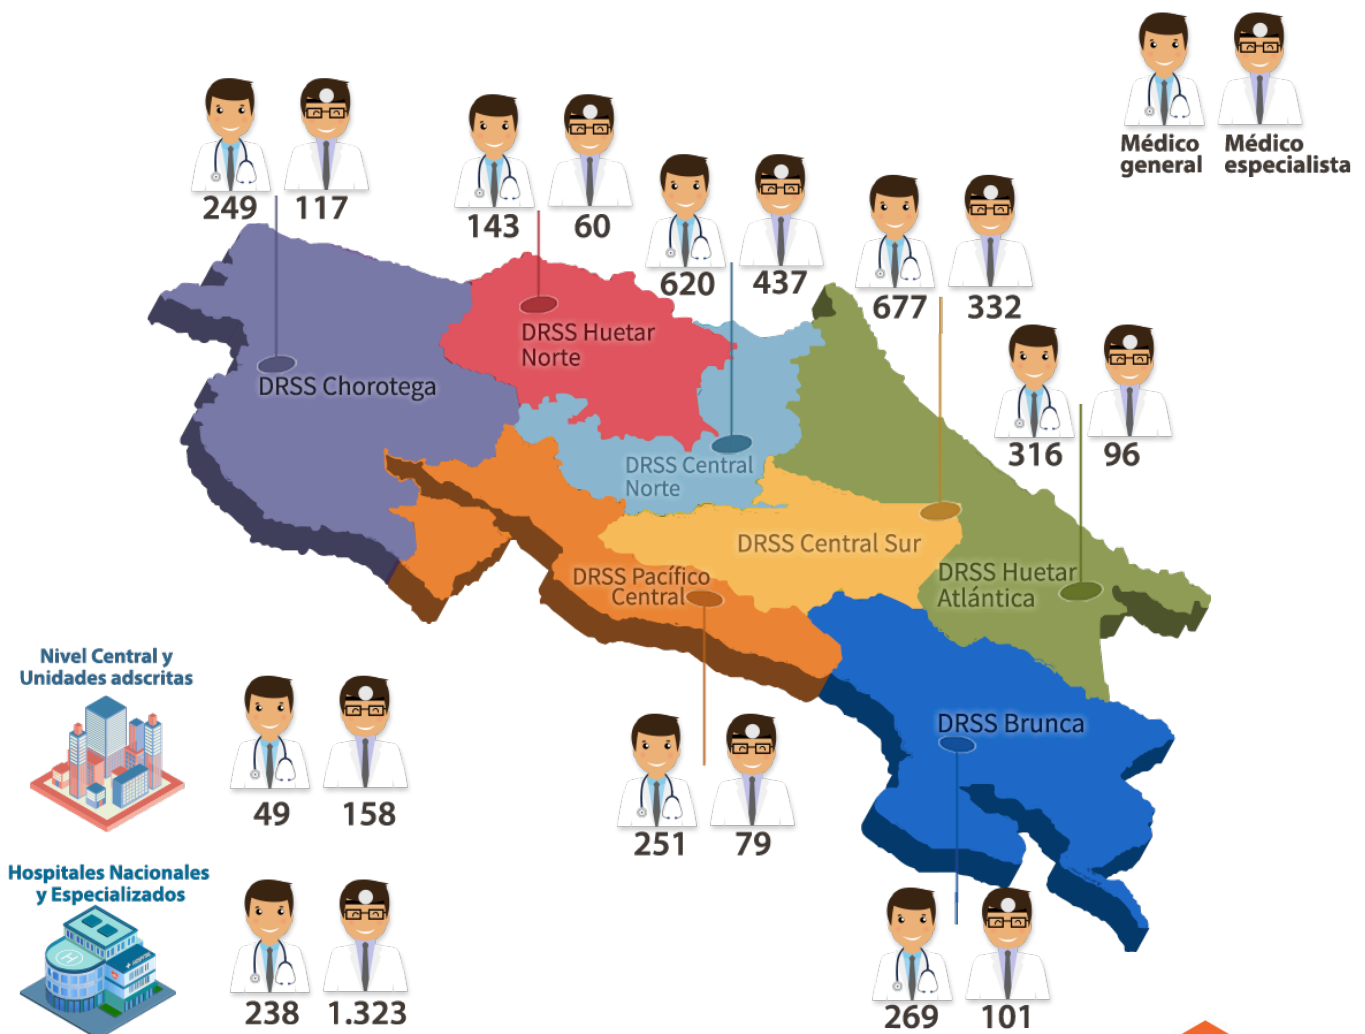 Médico
general
Médico
especialista
249
117
143
60
620
437
677
332
316
96
DRSS Huetar
Norte
DRSS Chorotega
DRSS Central
Norte
DRSS Central Sur
DRSS Pacífico
Central
DRSS Huetar
Atlántica
DRSS Brunca
Nivel Central y
Unidades adscritas
49
158
251
79
Hospitales Nacionales
y Especializados
238
1.323
269
101